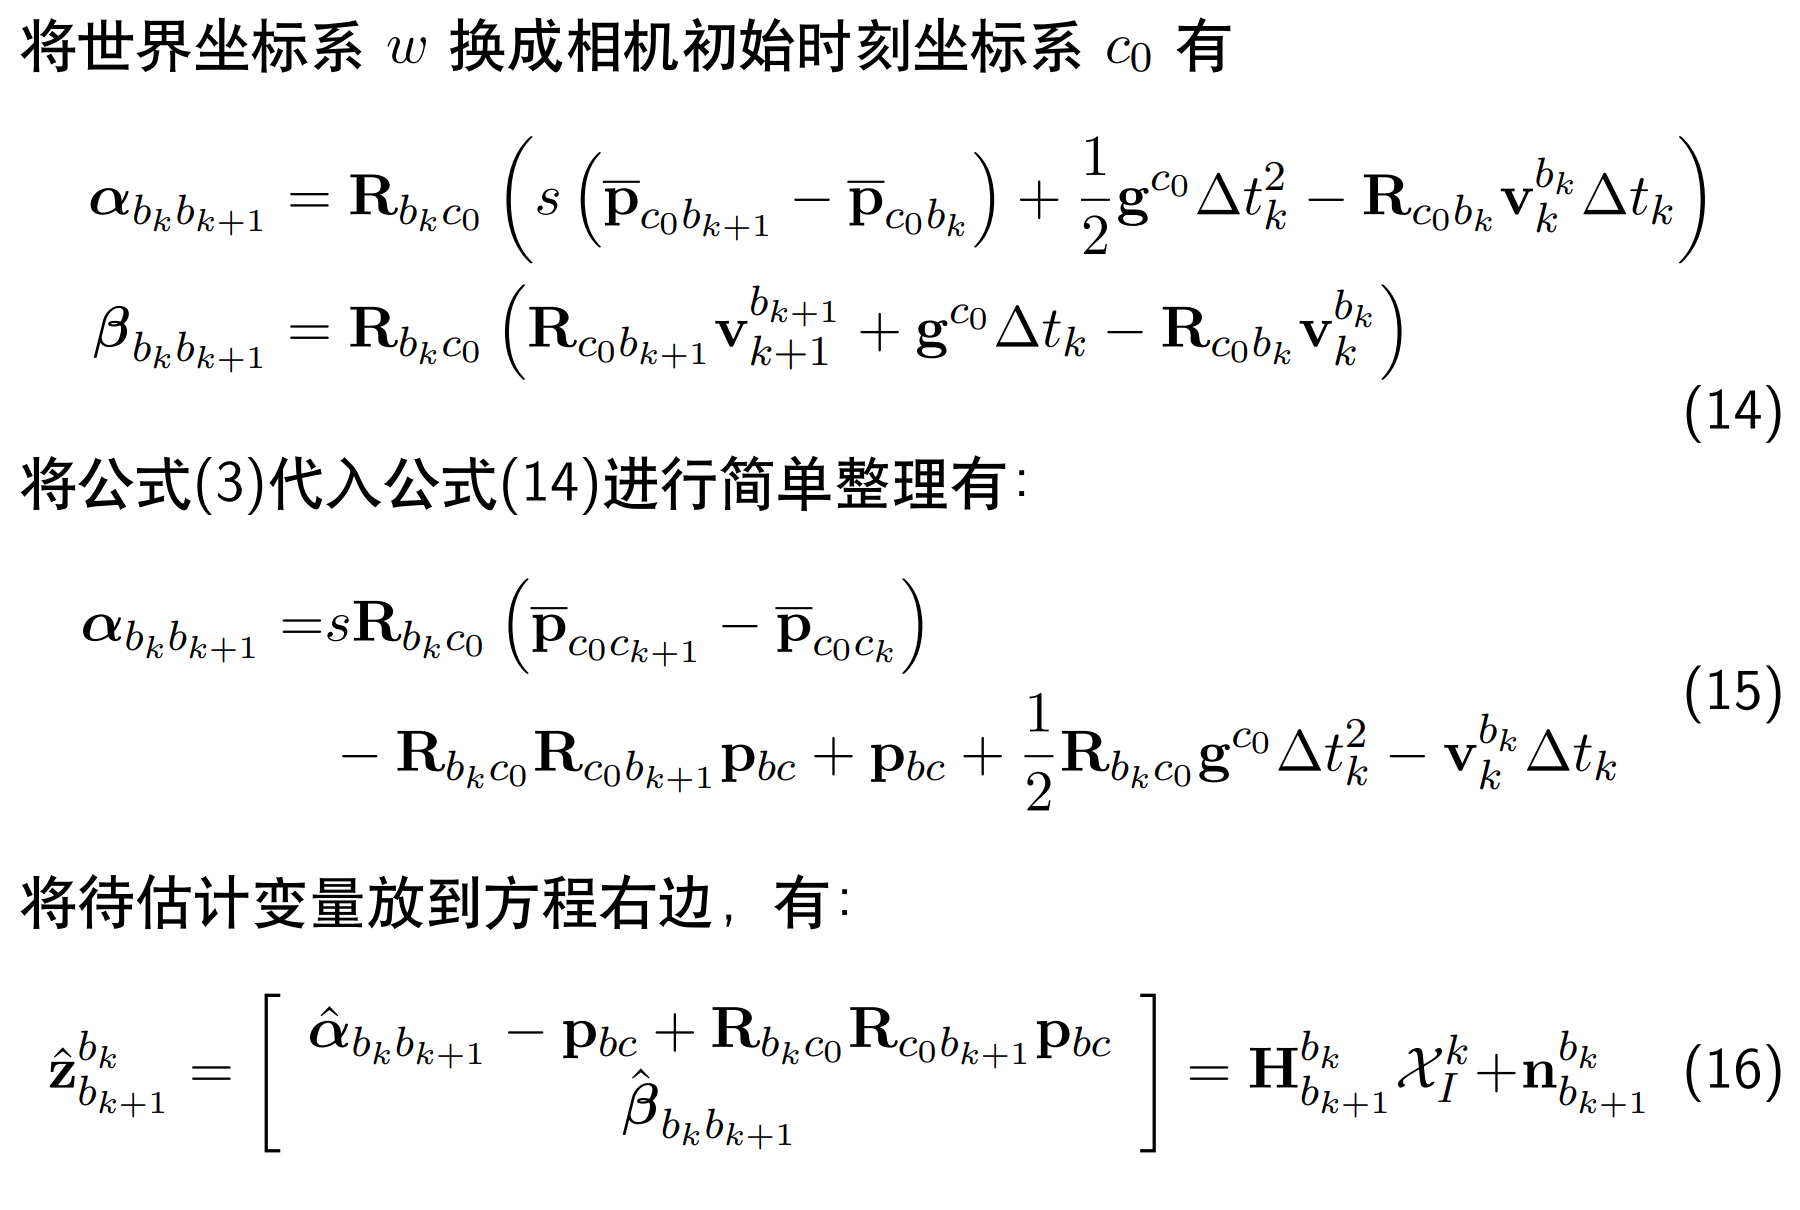 将世界坐标系 $w$ 换成相机初始时刻坐标系 $c_0$ 有
$\boldsymbol{\alpha}_{b_k b_{k+1}} = \mathbf{R}_{b_k c_0} \left( s \left( \overline{\mathbf{p}}_{c_0 b_{k+1}} - \overline{\mathbf{p}}_{c_0 b_k} \right) + \frac{1}{2} \mathbf{g}^{c_0} \Delta t_k^2 - \mathbf{R}_{c_0 b_k} \mathbf{v}_k^{b_k} \Delta t_k \right)$
$\boldsymbol{\beta}_{b_k b_{k+1}} = \mathbf{R}_{b_k c_0} \left( \mathbf{R}_{c_0 b_{k+1}} \mathbf{v}_{k+1}^{b_{k+1}} + \mathbf{g}^{c_0} \Delta t_k - \mathbf{R}_{c_0 b_k} \mathbf{v}_k^{b_k} \right)$
(14)
将公式(3)代入公式(14)进行简单整理有:
$\boldsymbol{\alpha}_{b_k b_{k+1}} = s \mathbf{R}_{b_k c_0} \left( \overline{\mathbf{p}}_{c_0 c_{k+1}} - \overline{\mathbf{p}}_{c_0 c_k} \right)$
(15)
$- \mathbf{R}_{b_k c_0} \mathbf{R}_{c_0 b_{k+1}} \mathbf{p}_{bc} + \mathbf{p}_{bc} + \frac{1}{2} \mathbf{R}_{b_k c_0} \mathbf{g}^{c_0} \Delta t_k^2 - \mathbf{v}_k^{b_k} \Delta t_k$
将待估计变量放到方程右边，有:
$\hat{\mathbf{z}}_{b_{k+1}}^{b_k} = \left[ \begin{array}{c} \hat{\boldsymbol{\alpha}}_{b_k b_{k+1}} - \mathbf{p}_{bc} + \mathbf{R}_{b_k c_0} \mathbf{R}_{c_0 b_{k+1}} \mathbf{p}_{bc} \\ \hat{\boldsymbol{\beta}}_{b_k b_{k+1}} \end{array} \right] = \mathbf{H}_{b_{k+1}}^{b_k} \mathcal{X}_I^k + \mathbf{n}_{b_{k+1}}^{b_k}$ (16)